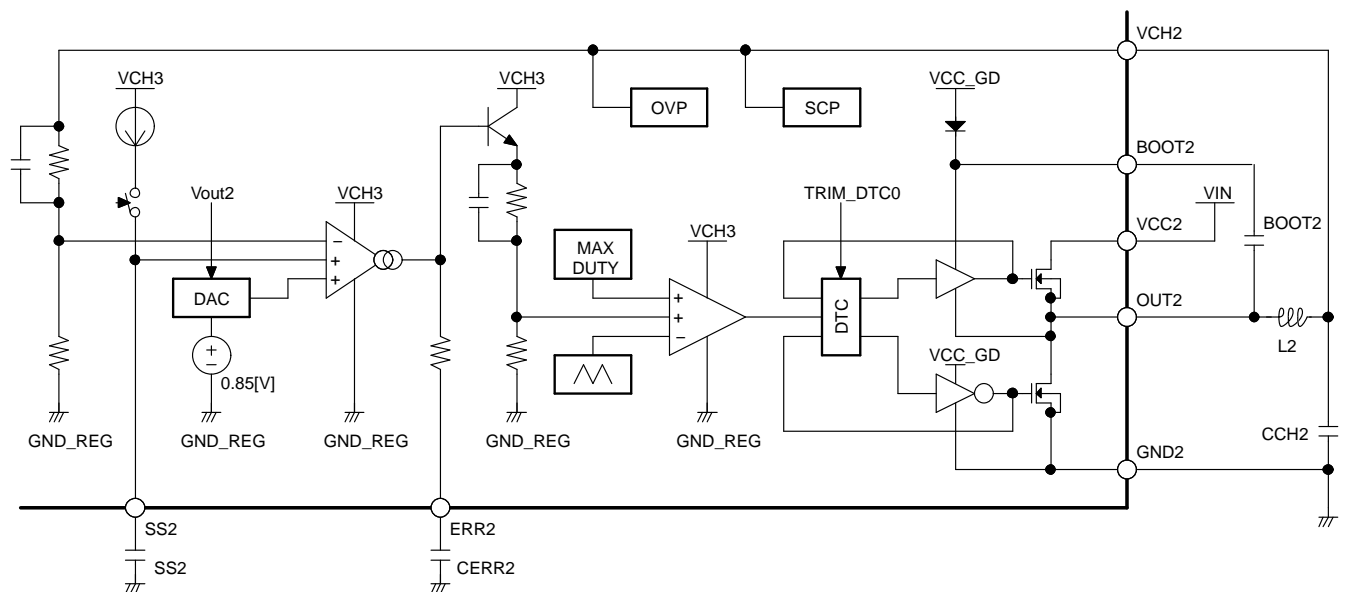 VCH2
VCH3
VCH3
VCC_GD
OVP
SCP
BOOT2
Vout2
VCH3
TRIM_DTC0
VIN
BOOT2
VCC2
MAX
DUTY
VCH3
DAC
DTC
OUT2
L2
VCC_GD
0.85[V]
GND_REG
GND_REG
GND_REG
GND_REG
GND_REG
CCH2
GND2
SS2
ERR2
SS2
CERR2